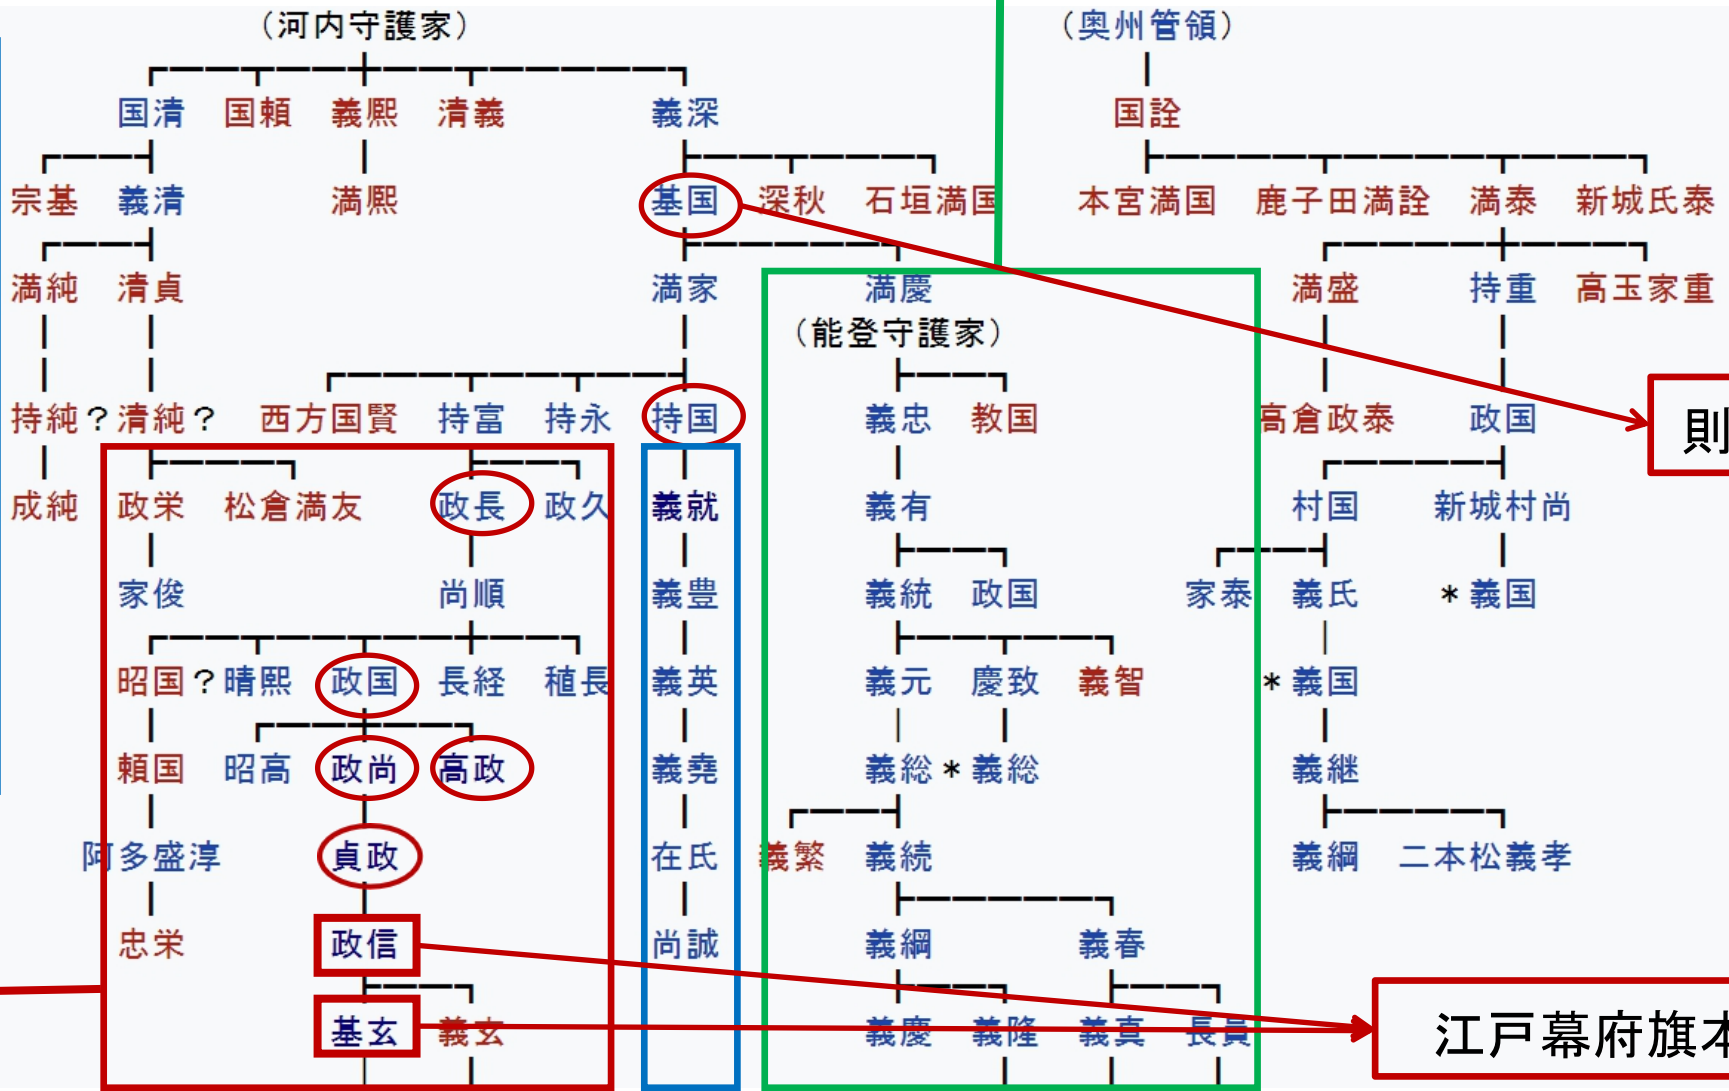 （河内守護家） （奥州管領）
国清 国頼 義熙 清義 義深 国詮
宗基 義清 満熙 基国 深秋 石垣満国 本宮満国 鹿子田満詮 満泰 新城氏泰
満純 清貞 満家 満慶 満盛 持重 高玉家重
（能登守護家）
持純？清純？ 西方国賢 持富 持永 持国 義忠 教国 高倉政泰 政国
則
成純 政栄 松倉満友 政長 政久 義就 義有 村国 新城村尚
家俊 尚順 義豊 義統 政国 家泰 義氏 *義国
昭国？晴熙 政国 長経 稙長 義英 義元 慶致 義智 *義国
頼国 昭高 政尚 高政 義堯 義総 *義総 義継
阿多盛淳 貞政 在氏 義繁 義続 義綱 二本松義孝
忠栄 政信 尚誠 義綱 義春
基玄 義玄 義慶 義隆 義真 長員
江戸幕府旗本